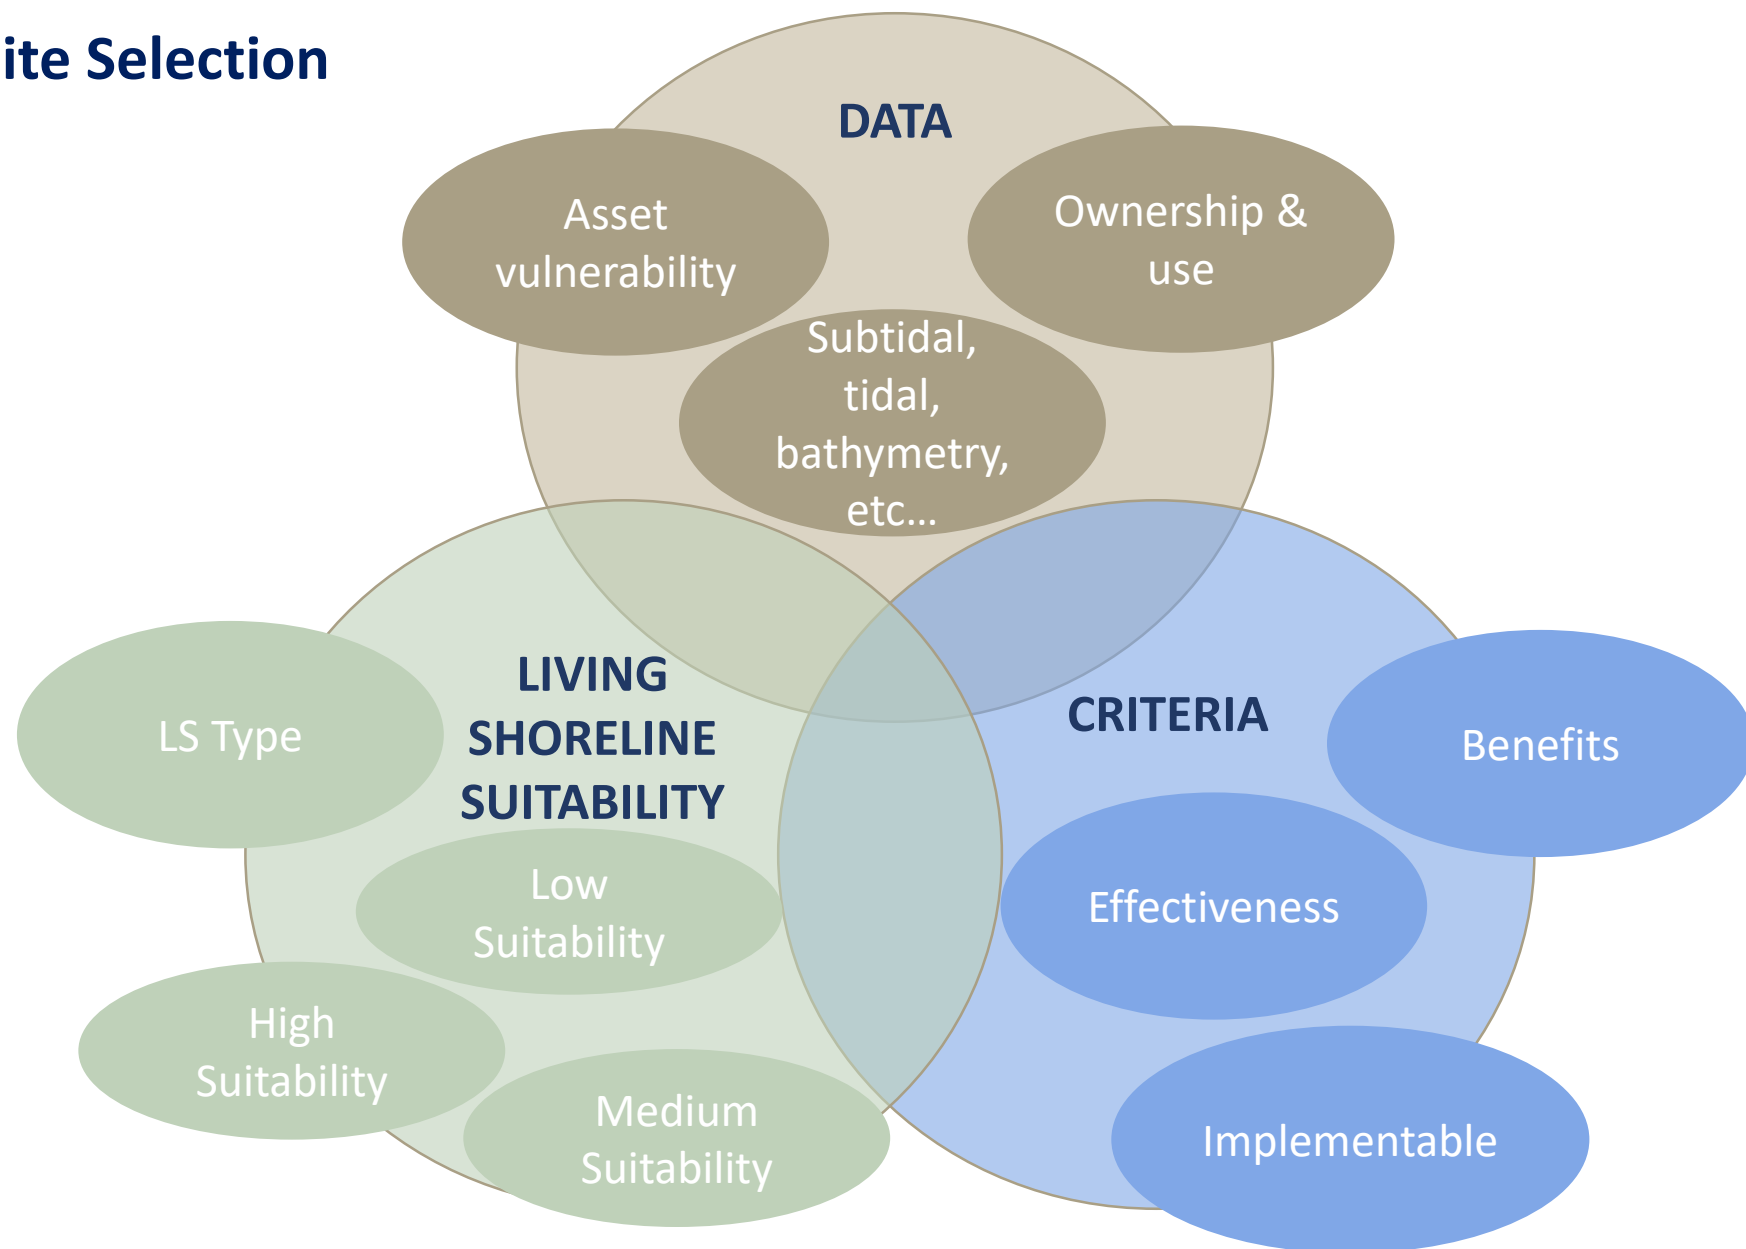 ite Selection
DATA
Asset
vulnerability
Ownership &
use
Subtidal,
tidal,
bathymetry,
etc...
LIVING
SHORELINE
SUITABILITY
CRITERIA
LS Type
Benefits
Low
Suitability
Effectiveness
High
Suitability
Medium
Suitability
Implementable